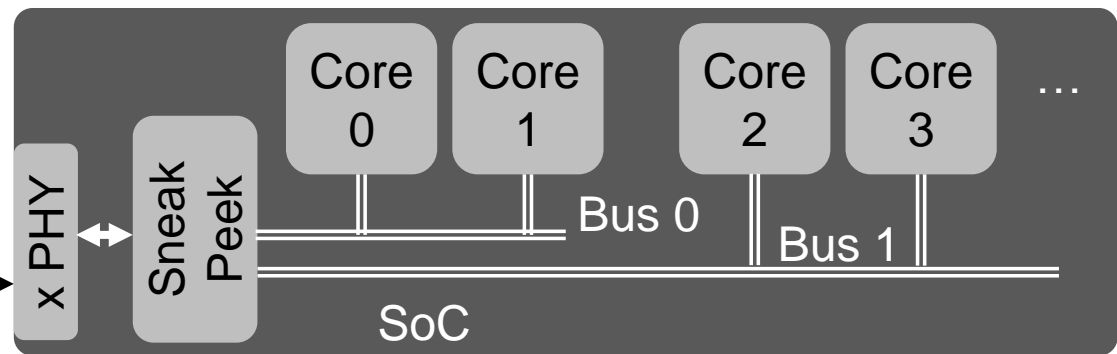 x PHY
Sneak
Peek
Core
0
Core
1
Core
2
Core
3
…
Bus 0
Bus 1
SoC